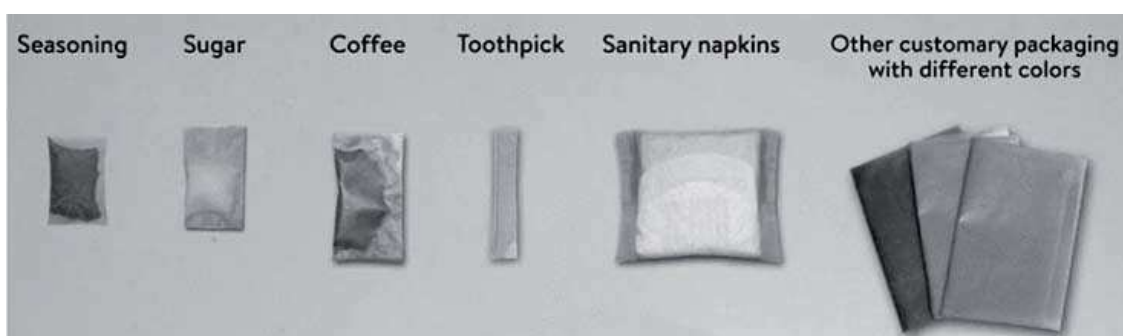 Seasoning
Sugar
Coffee
Toothpick
Sanitary napkins
Other customary packaging
with different colors